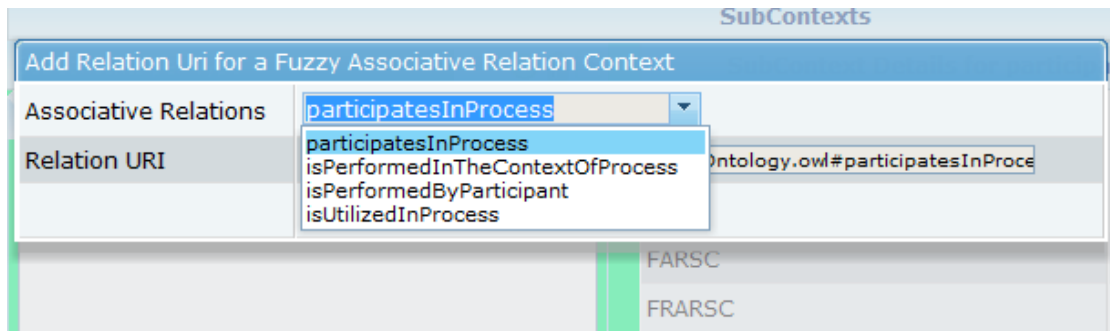 SubContexts
Add Relation Uri for a Fuzzy Associative Relation Context
Associative Relations
participatesInProcess
participatesInProcess
isPerformedInTheContextOfProcess
isPerformedByParticipant
isUtilizedInProcess
Relation URI
Ontology.owl#participatesInProce
FARSC
FRARSC